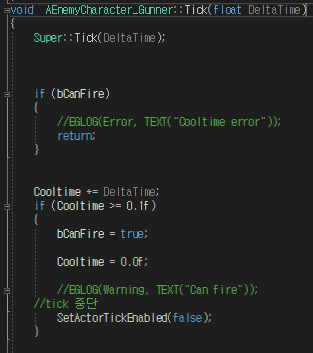 void  AEnemyCharacter_Gunner::Tick(float DeltaTime)
{
Super::Tick(DeltaTime);
if (bCanFire)
{
//EGLOG(Error, TEXT("Cooltime error"));
return;
}
Cooltime += DeltaTime;
if (Cooltime >= 0.1f)
{
bCanFire = true;
Cooltime = 0.0f;
//EGLOG(Warning, TEXT("Can fire"));
//tick 중단
SetActorTickEnabled(false);
}